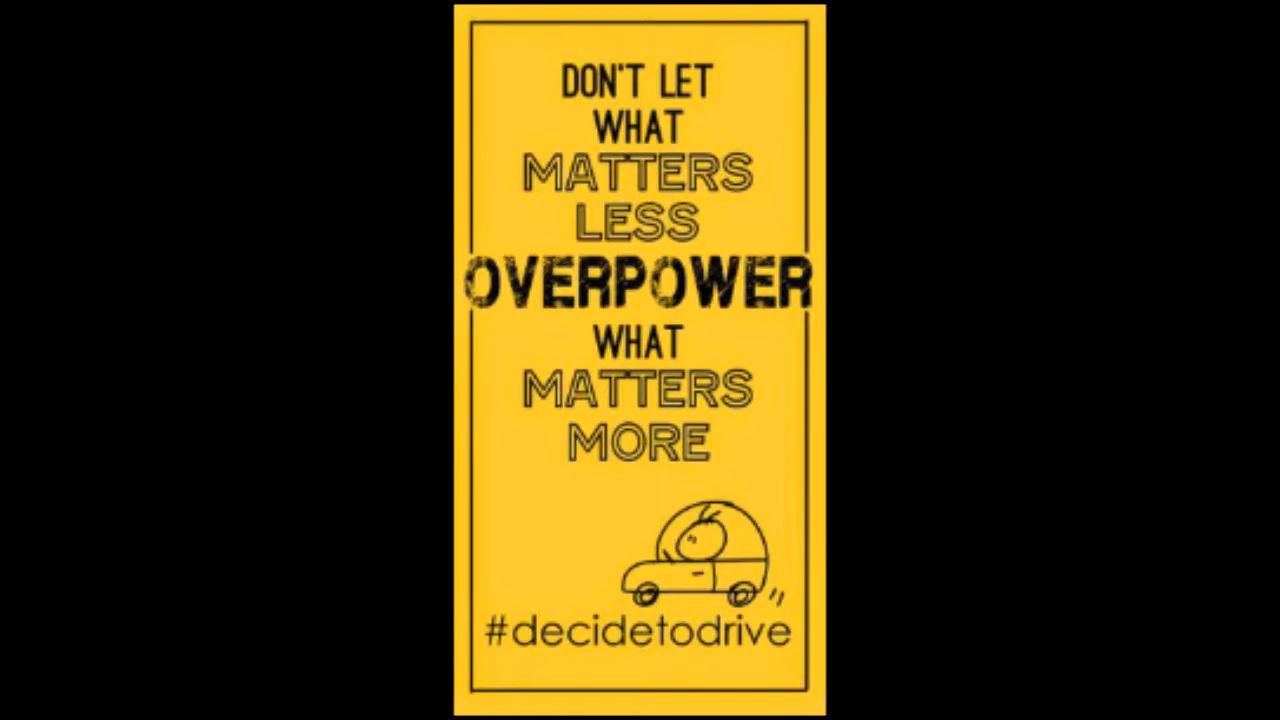 DON'T LET
WHAT
MATTERS
LESS
OVERPOWER
WHAT
MATTERS
MORE
#decidetodrive